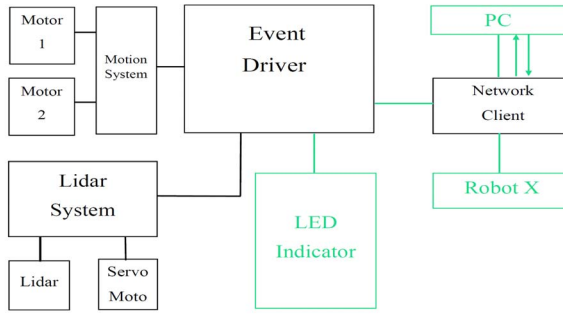 Motor
1
Motor
2
Motion
System
Event
Driver
PC
Network
Client
Robot X
Lidar
System
LED
Indicator
Lidar
Servo
Moto